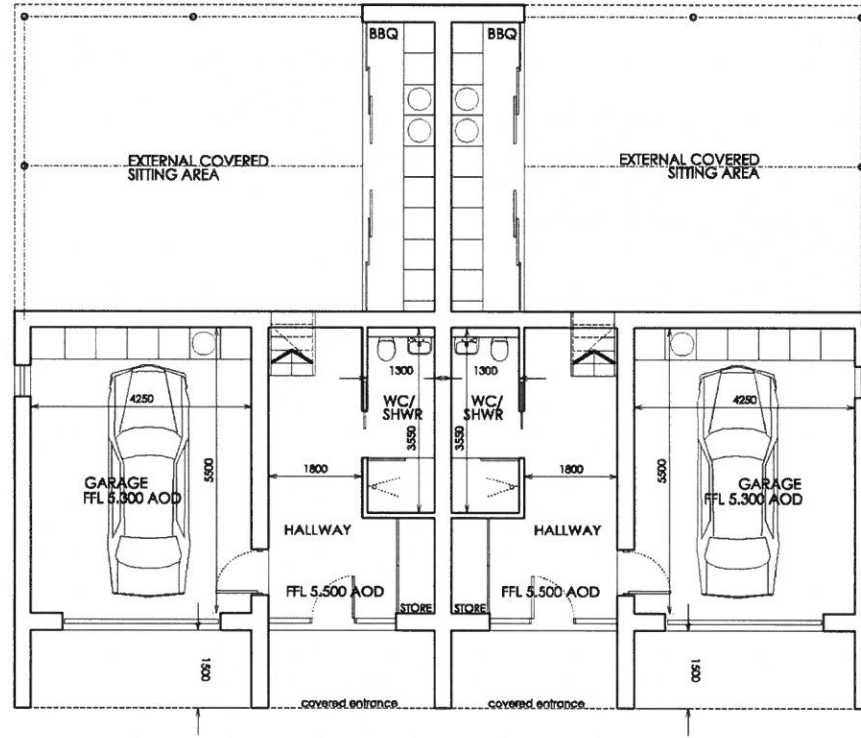 BBQ
BBQ
EXTERNAL COVERED
SITTING AREA
EXTERNAL COVERED
SITTING AREA
1300
1300
WC/
SHWR
WC/
SHWR
4250
4250
3550
3550
5500
5500
1800
1800
GARAGE
FFL 5.300 AOD
GARAGE
FFL 5.300 AOD
HALLWAY
HALLWAY
FFL 5.500 AOD
FFL 5.500 AOD
STORE
STORE
1500
1500
covered entrance
covered entrance